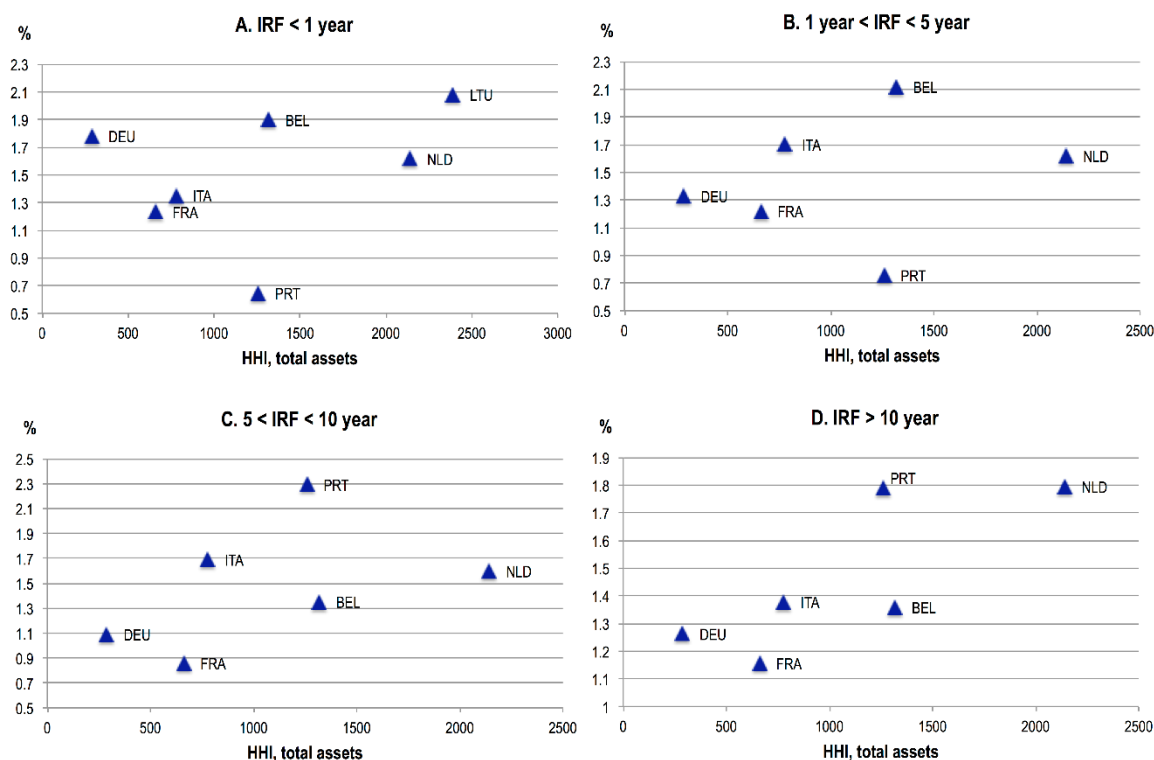 A. IRF < 1 year
%
2.3
2.1
1.9
1.7
1.5
1.3
1.1
0.9
0.7
0.5
LTU
BEL
DEU
NLD
ITA
FRA
PRT
0 500 1000 1500 2000 2500 3000
HHI, total assets
B. 1 year < IRF < 5 year
%
2.3
2.1
1.9
1.7
1.5
1.3
1.1
0.9
0.7
0.5
BEL
ITA
NLD
DEU
FRA
PRT
0 500 1000 1500 2000 2500
HHI, total assets
C. 5 < IRF < 10 year
%
2.5
2.3
2.1
1.9
1.7
1.5
1.3
1.1
0.9
0.7
0.5
PRT
ITA
NLD
BEL
DEU
FRA
0 500 1000 1500 2000 2500
HHI, total assets
D. IRF > 10 year
%
1.9
1.8
1.7
1.6
1.5
1.4
1.3
1.2
1.1
1
PRT
NLD
ITA
BEL
DEU
FRA
0 500 1000 1500 2000 2500
HHI, total assets